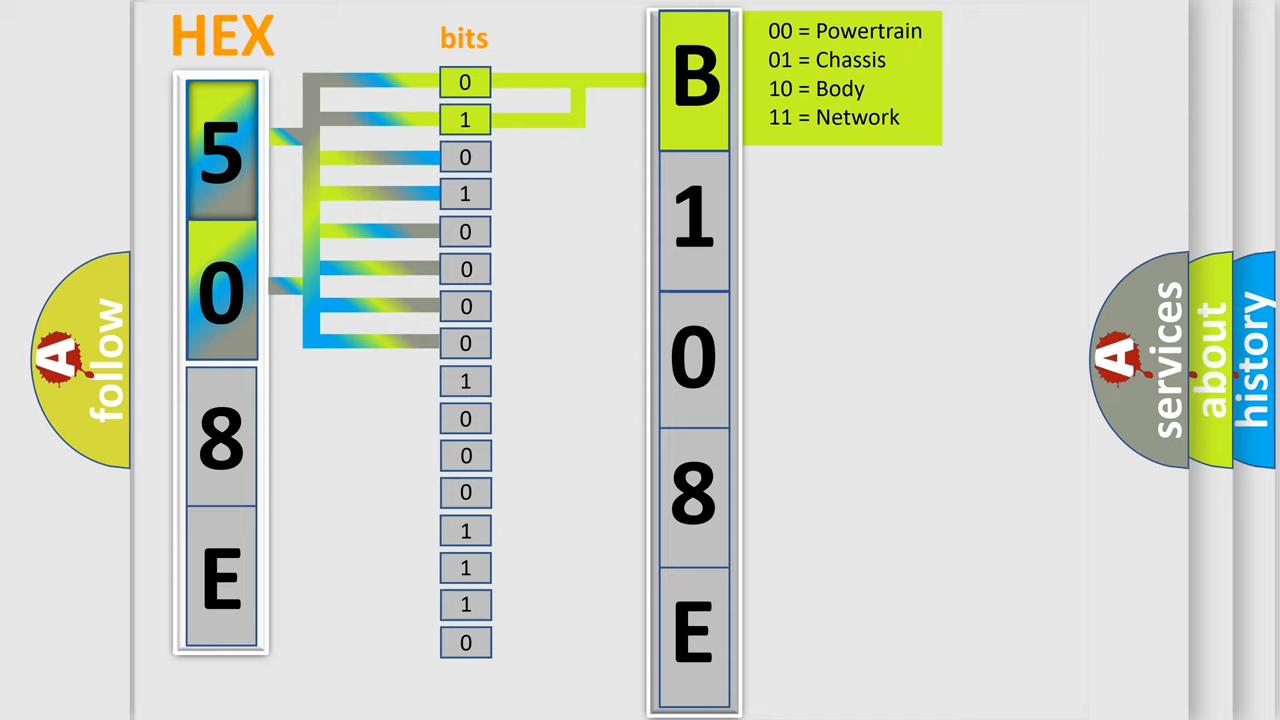 HEX
bits
5
0
8
E
0
1
0
1
0
0
0
0
1
0
0
0
1
1
1
0
B
1
0
8
E
00 = Powertrain
01 = Chassis
10 = Body
11 = Network
A
follow
A
services
about
history